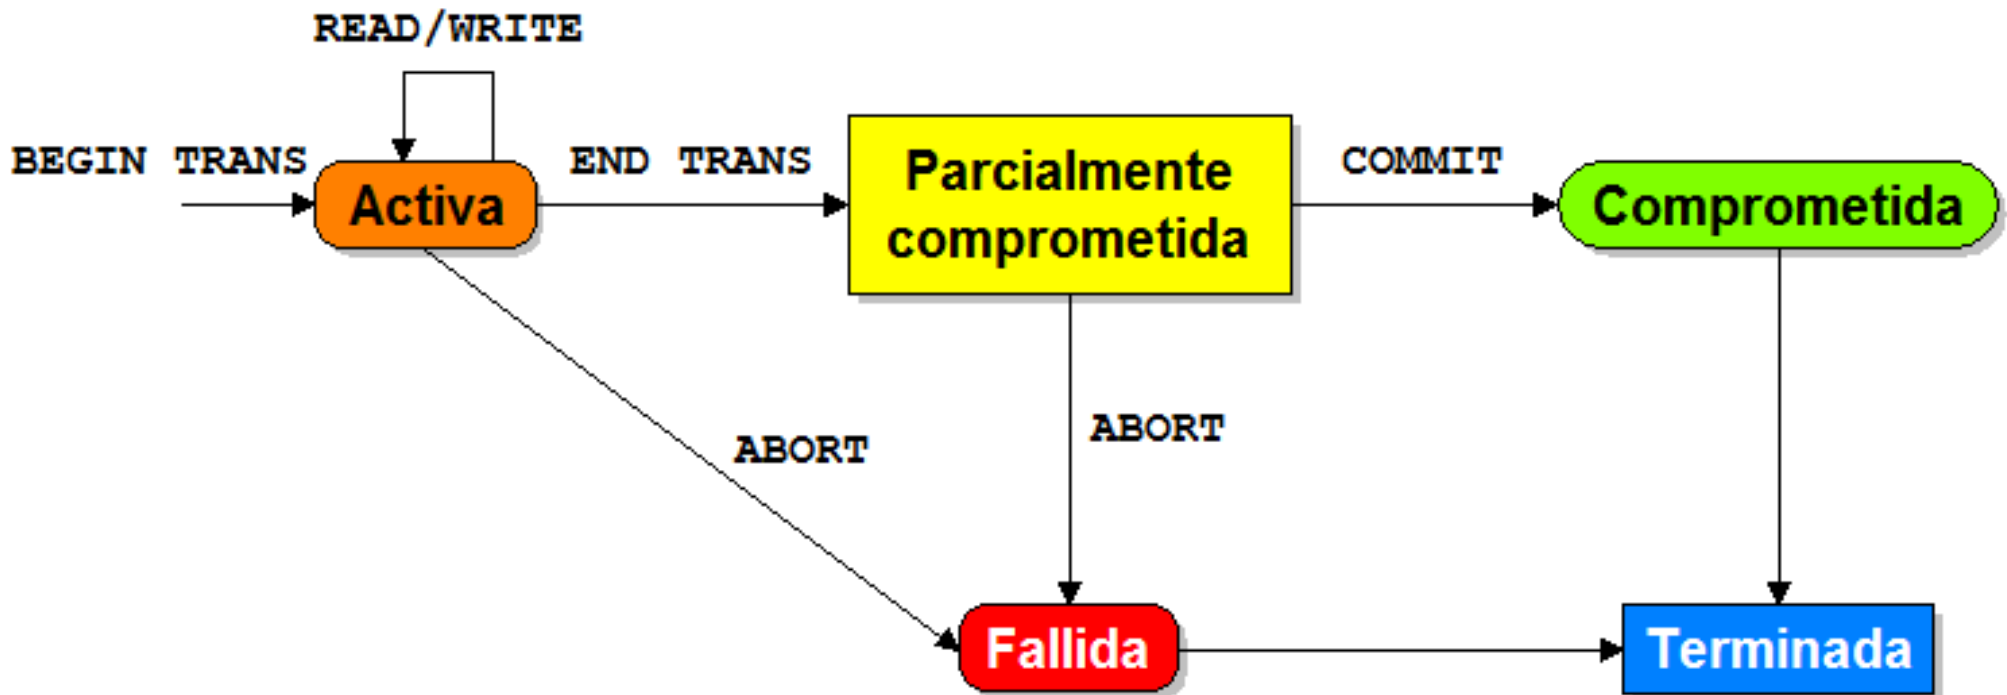 READ/WRITE
BEGIN TRANS
Activa
END TRANS
Parcialmente
comprometida
COMMIT
Comprometida
ABORT
ABORT
Fallida
Terminada